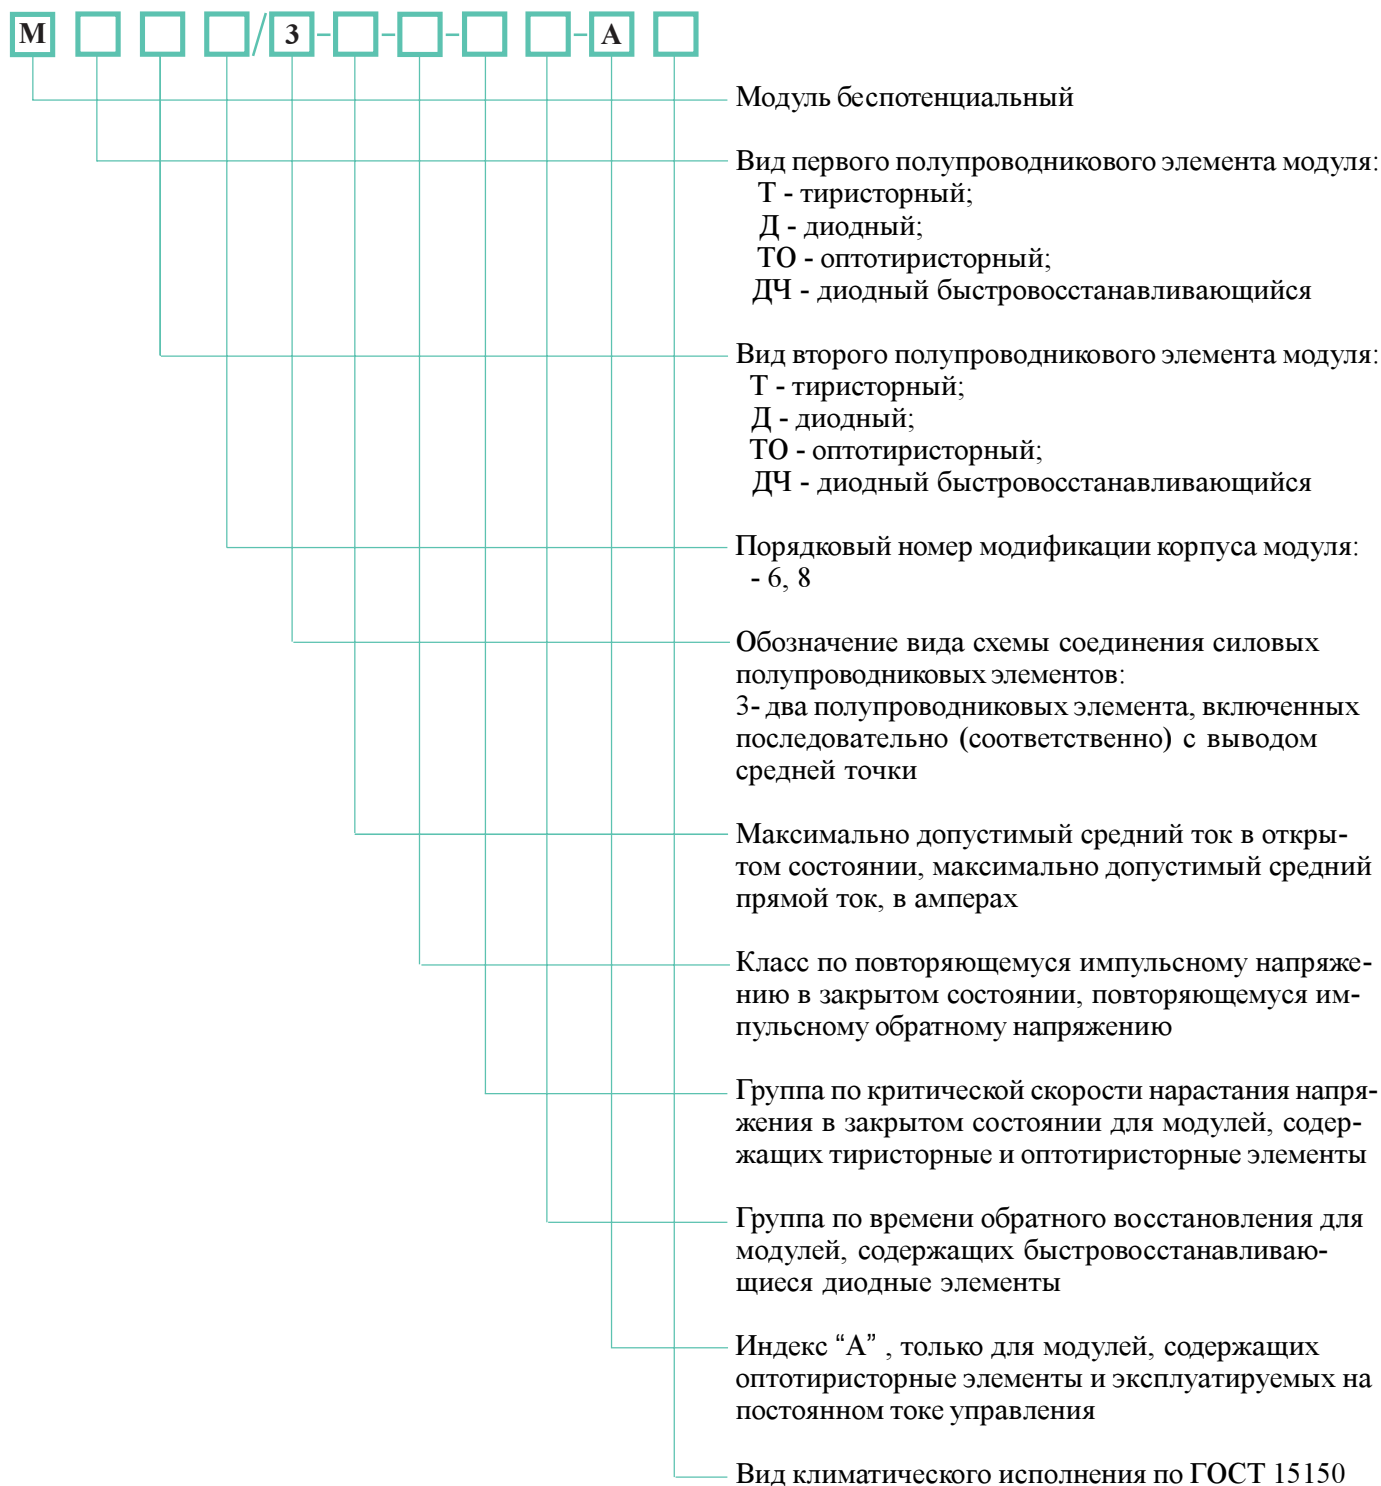 М / 3 - - - - А
Модуль беспотенциальный
Вид первого полупроводникового элемента модуля:
Т - тиристорный;
Д - диодный;
ТО - оптотиристорный;
ДЧ - диодный быстровосстанавливающийся
Вид второго полупроводникового элемента модуля:
Т - тиристорный;
Д - диодный;
ТО - оптотиристорный;
ДЧ - диодный быстровосстанавливающийся
Порядковый номер модификации корпуса модуля:
- 6, 8
Обозначение вида схемы соединения силовых
полупроводниковых элементов:
3- два полупроводниковых элемента, включенных
последовательно (соответственно) с выводом
средней точки
Максимально допустимый средний ток в откры-
том состоянии, максимально допустимый средний
прямой ток, в амперах
Класс по повторяющемуся импульсному напряже-
нию в закрытом состоянии, повторяющемуся им-
пульсному обратному напряжению
Группа по критической скорости нарастания напря-
жения в закрытом состоянии для модулей, содер-
жащих тиристорные и оптотиристорные элементы
Группа по времени обратного восстановления для
модулей, содержащих быстровосстанавливаю-
щиеся диодные элементы
Индекс “А” , только для модулей, содержащих
оптотиристорные элементы и эксплуатируемых на
постоянном токе управления
Вид климатического исполнения по ГОСТ 15150